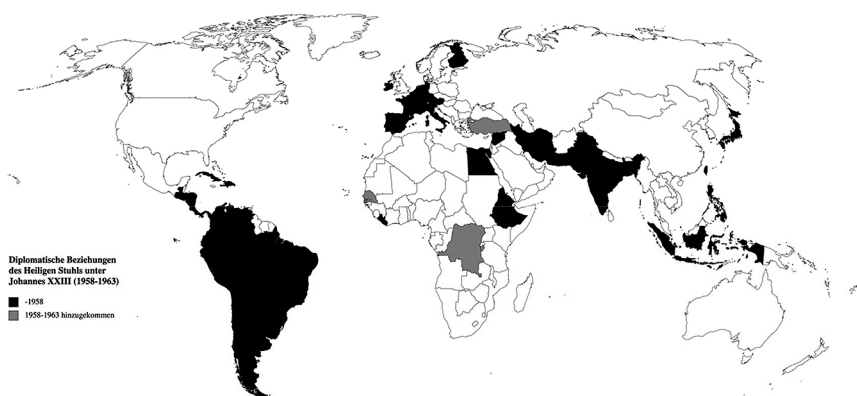 Diplomatische Beziehungen
des Heiligen Stuhls unter
Johannes XXIII (1958-1963)
-1958
1958-1963 hinzugekommen